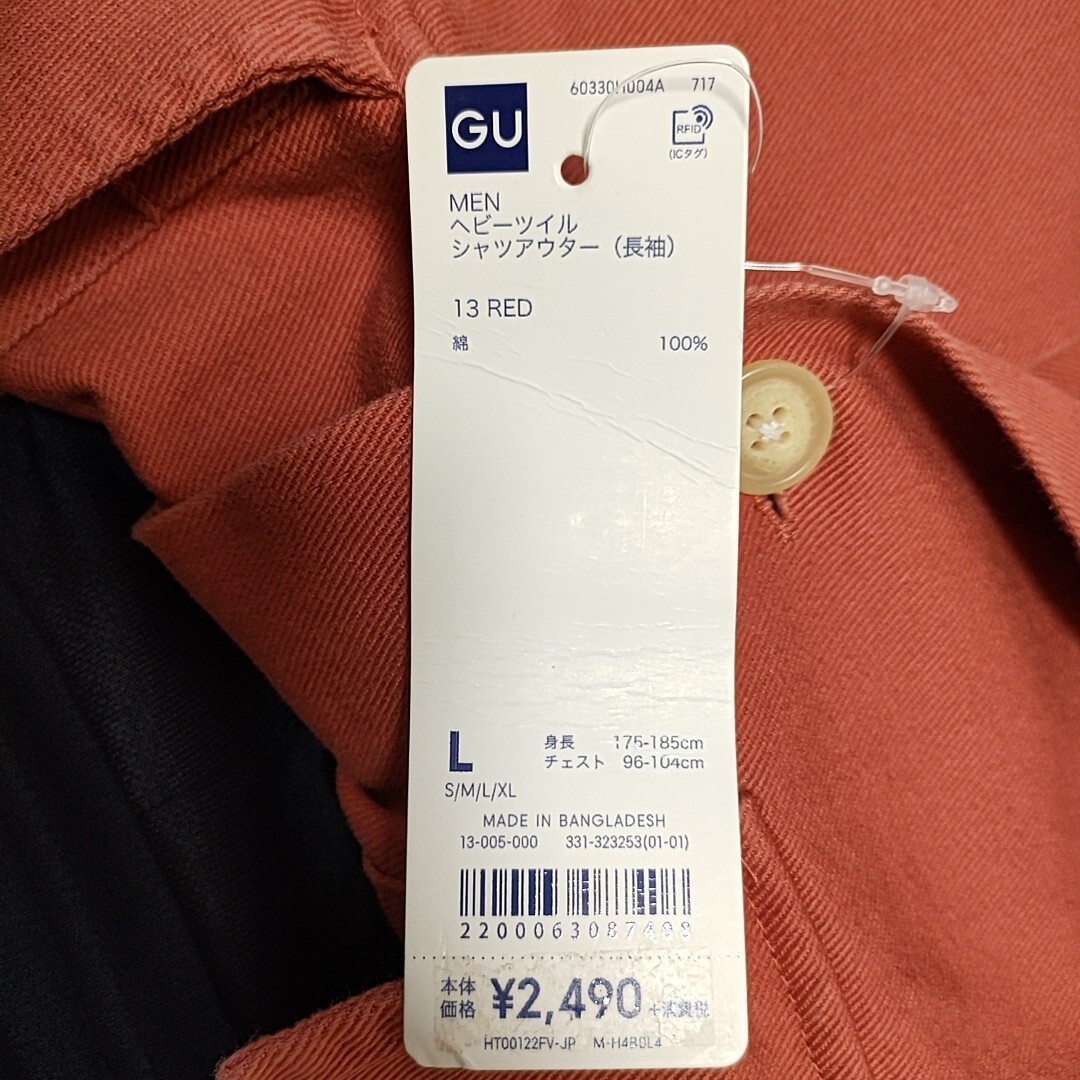 GU
60330H004A 717
RFID
(ICタグ)
MEN
ヘビーツイル
シャツアウター（長袖）
13 RED
綿 100%
L
身長 175-185cm
チェスト 96-104cm
S/M/L/XL
MADE IN BANGLADESH
13-005-000 331-323253(01-01)
2200063087498
本体価格 ¥2,490 +消費税
HT00122FV-JP M-H4B0L4